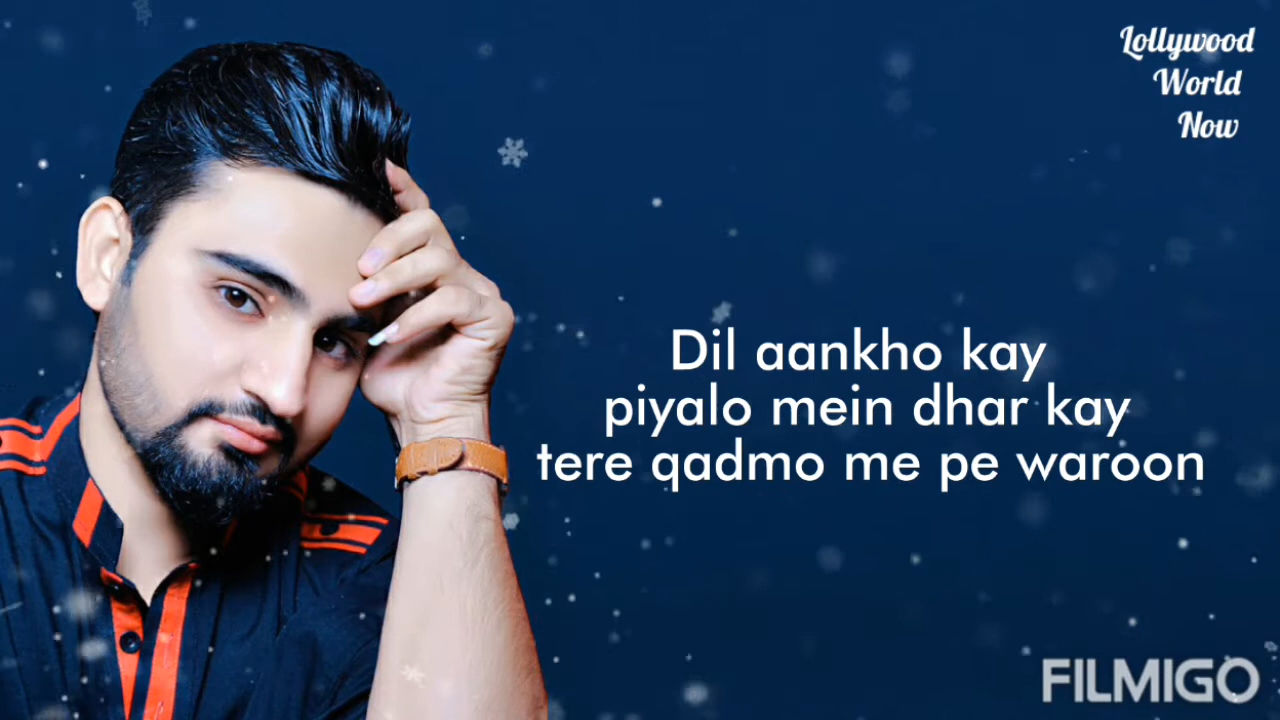 Lollywood
World
Now
Dil aankho kay
piyalo mein dhar kay
tere qadmo me pe waroon
FILMIGO